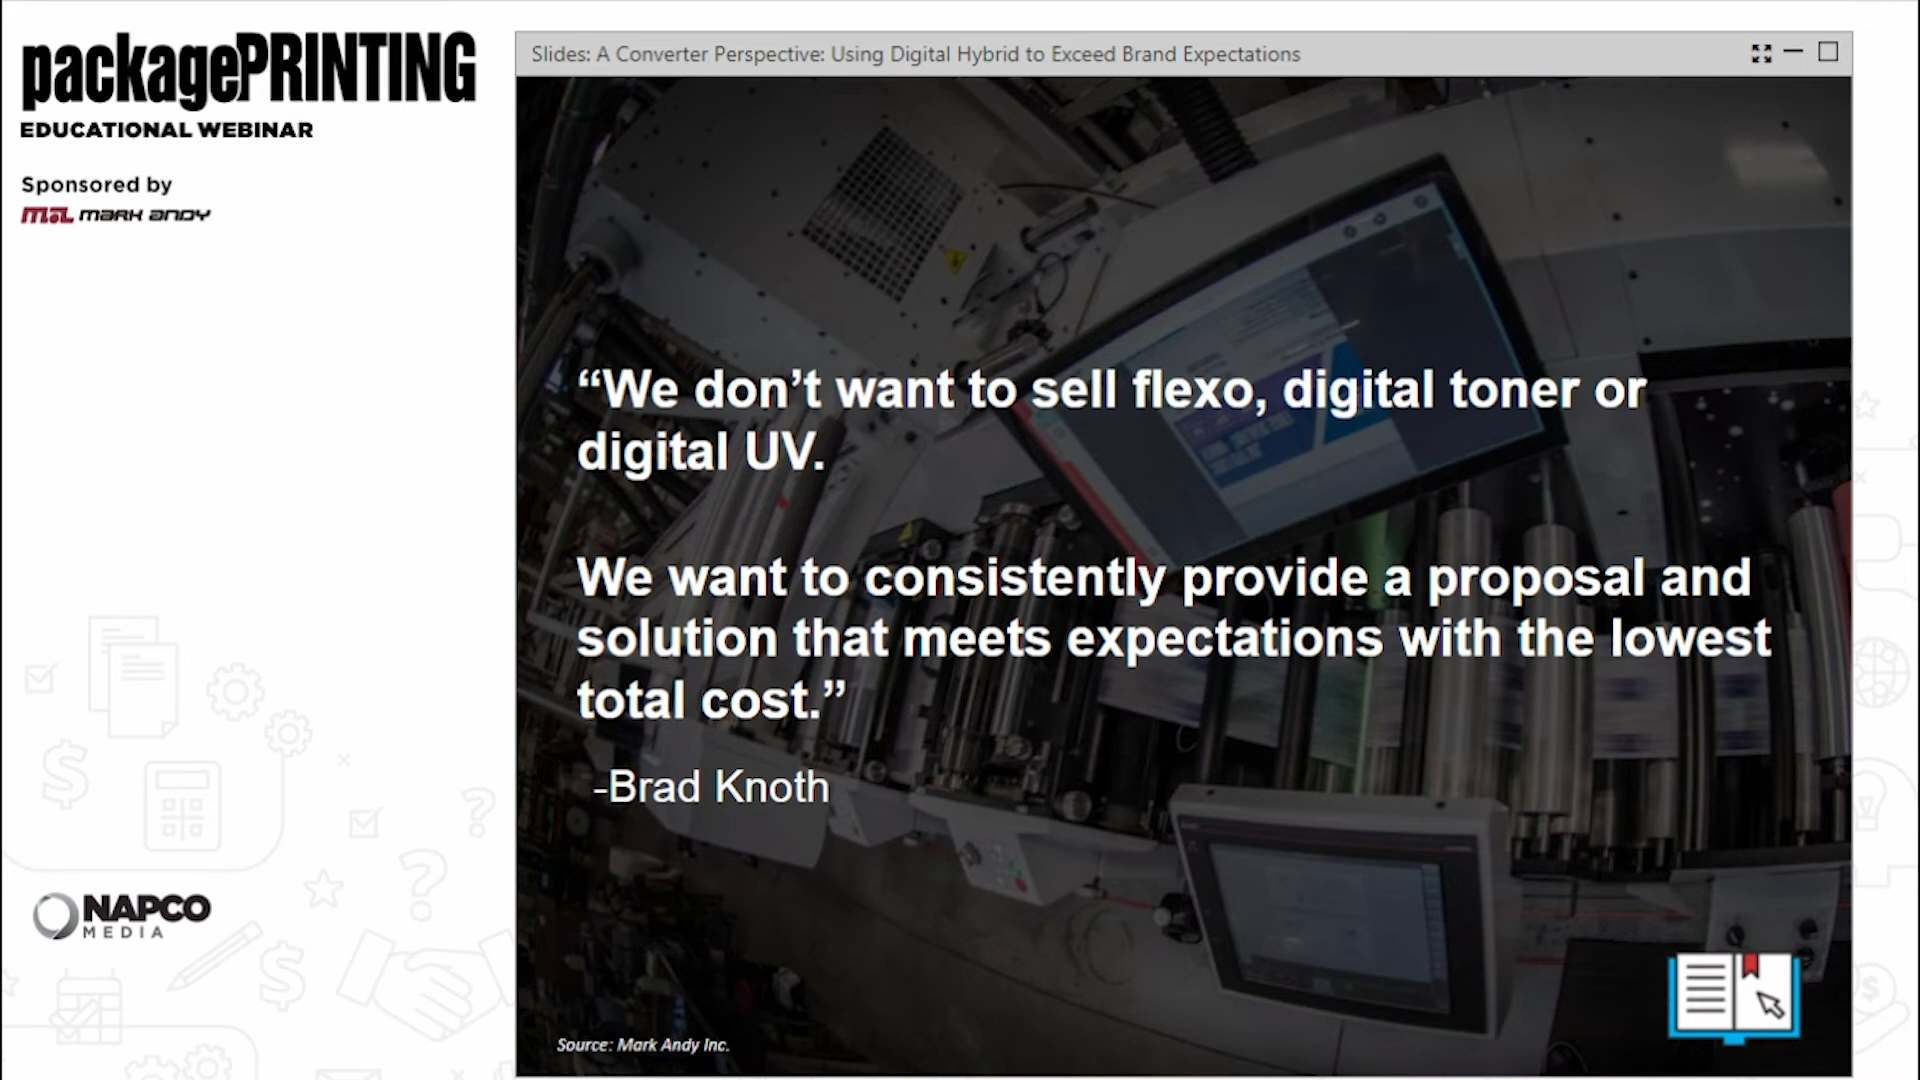 packagePRINTING
EDUCATIONAL WEBINAR
Sponsored by
mark andy
Slides: A Converter Perspective: Using Digital Hybrid to Exceed Brand Expectations
“We don’t want to sell flexo, digital toner or
digital UV.
We want to consistently provide a proposal and
solution that meets expectations with the lowest
total cost.”
-Brad Knoth
Source: Mark Andy Inc.
NAPCO
MEDIA